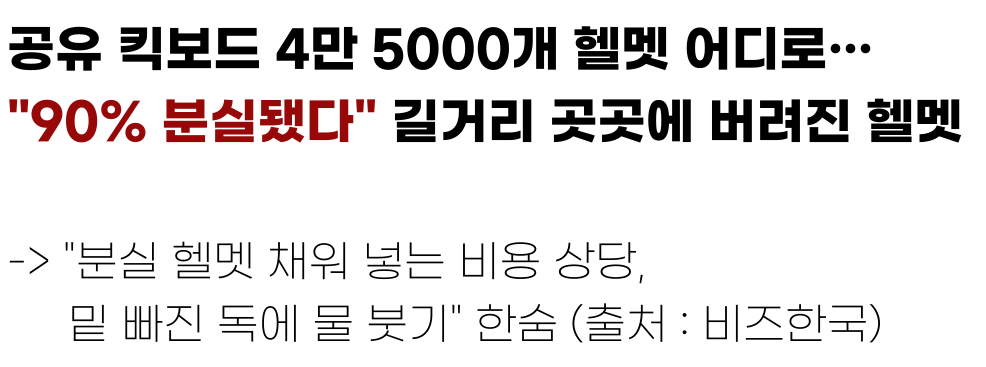 공유 킥보드 4만 5000개 헬멧 어디로…
"90% 분실됐다" 길거리 곳곳에 버려진 헬멧
-> "분실 헬멧 채워 넣는 비용 상당,
밑 빠진 독에 물 붓기" 한숨 (출처 : 비즈한국)